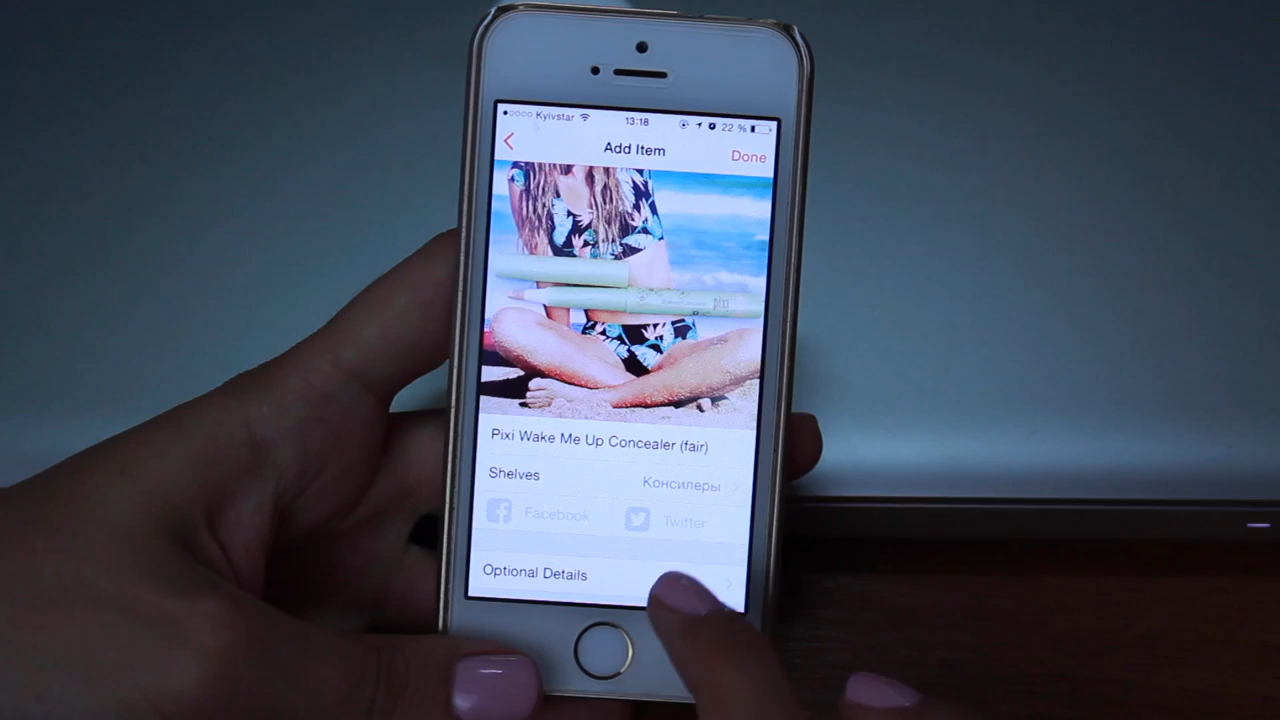 Kyivstar 13:18 22 %
Add Item Done
pixi
Pixi Wake Me Up Concealer (fair)
Shelves Консилеры
Facebook Twitter
Optional Details